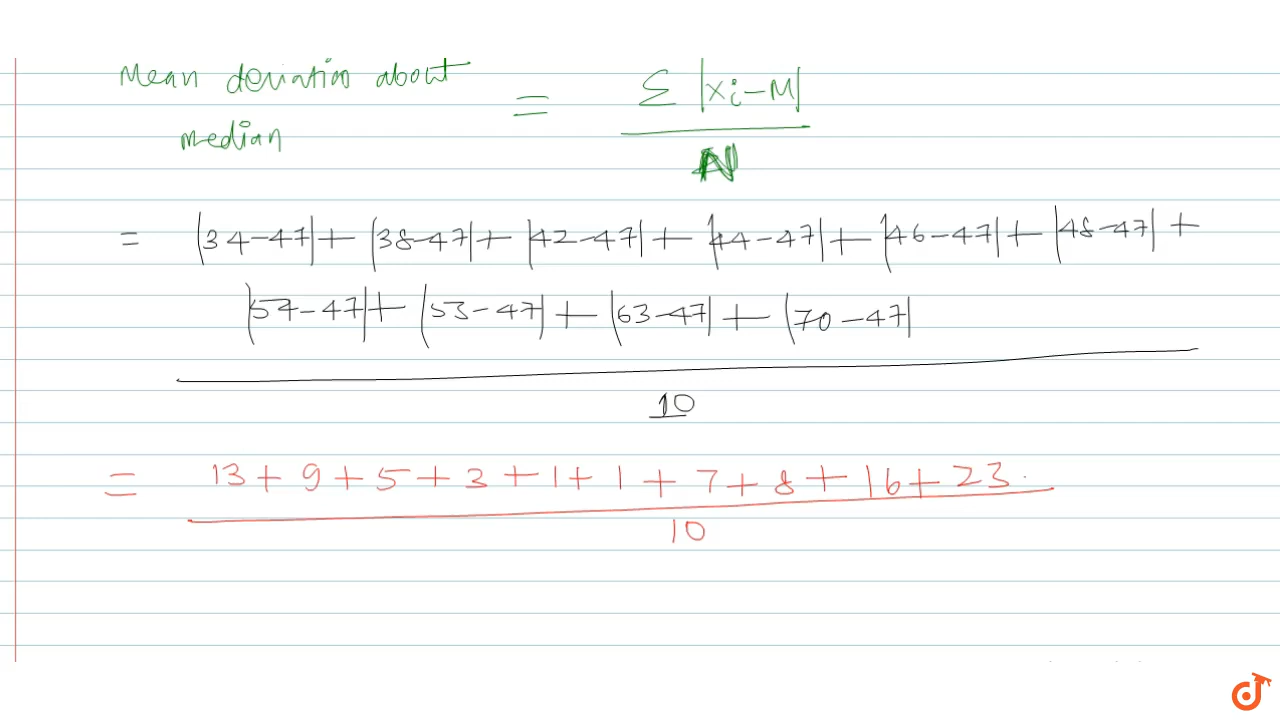 Mean deviation about
median
= Σ |xi-M|
N
= |34-47|+ |38-47|+ |42-47| + |44-47|+ |46-47|+ |48-47| +
|54-47|+ |53-47| + |63-47| + |70-47|
10
= 13+ 9+5+3+1+ 1+ 7+8+16+23
10